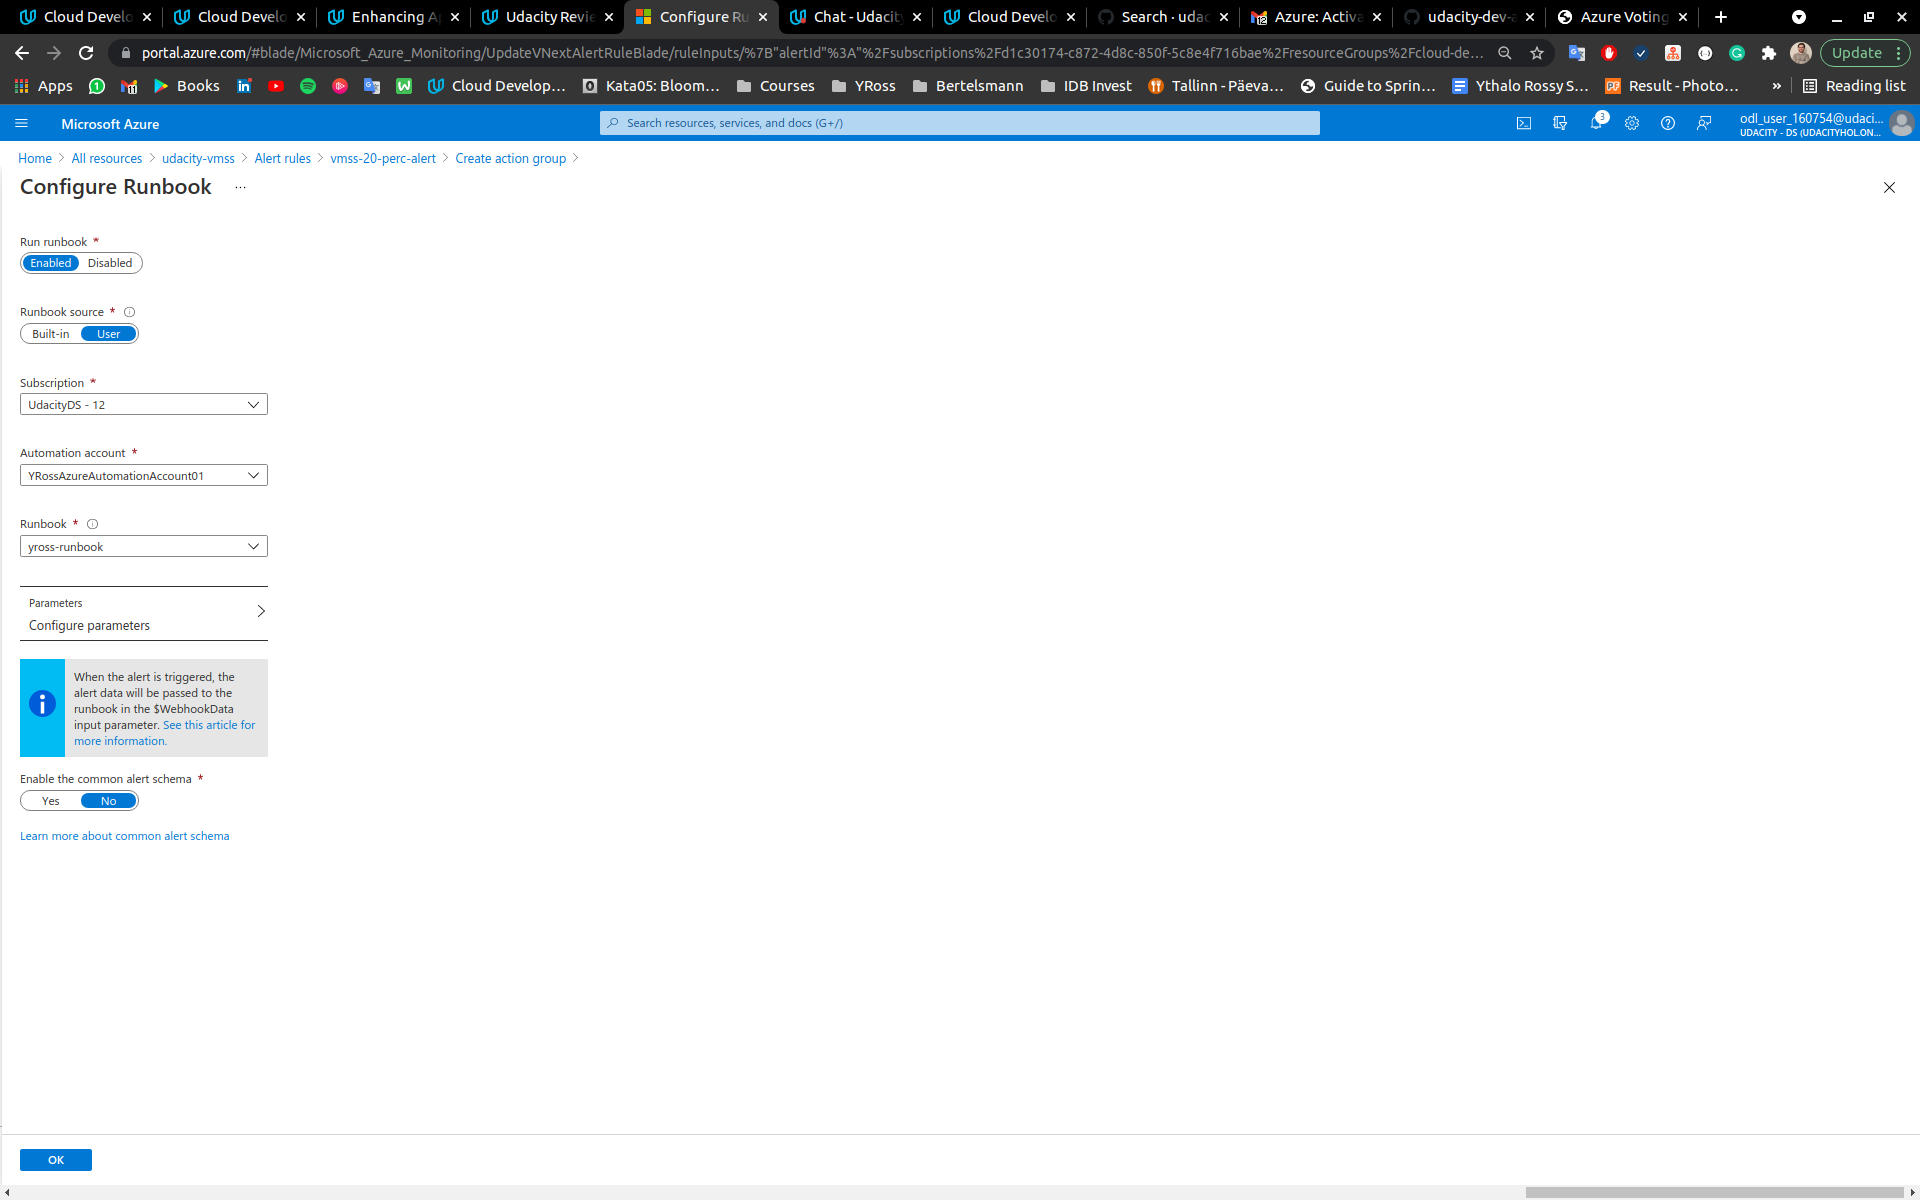 Cloud Develo
Cloud Develo
Enhancing A
Udacity Revie
Configure Ru
Chat - Udacity
Cloud Develo
Search · udac
Azure: Activa
udacity-dev-a
Azure Voting
portal.azure.com/#blade/Microsoft_Azure_Monitoring/UpdateVNextAlertRuleBlade/ruleInputs/%7B"alertId"%3A"%2Fsubscriptions%2Fd1c30174-c872-4d8c-850f-5c8e4f716bae%2FresourceGroups%2Fcloud-de...
Update
Apps
Books
Cloud Develop...
Kata05: Bloom...
Courses
YRoss
Bertelsmann
IDB Invest
Tallinn - Päeva...
Guide to Sprin...
Ythalo Rossy S...
Result - Photo...
»
Reading list
Microsoft Azure
Search resources, services, and docs (G+/)
3
odl_user_160754@udaci...
UDACITY - DS (UDACITYHOLON...
Home > All resources > udacity-vmss > Alert rules > vmss-20-perc-alert > Create action group >
Configure Runbook ...
Run runbook *
Enabled Disabled
Runbook source *
Built-in User
Subscription *
UdacityDS - 12
Automation account *
YRossAzureAutomationAccount01
Runbook *
yross-runbook
Parameters
Configure parameters
When the alert is triggered, the
alert data will be passed to the
runbook in the $WebhookData
input parameter. See this article for
more information.
Enable the common alert schema *
Yes No
Learn more about common alert schema
OK